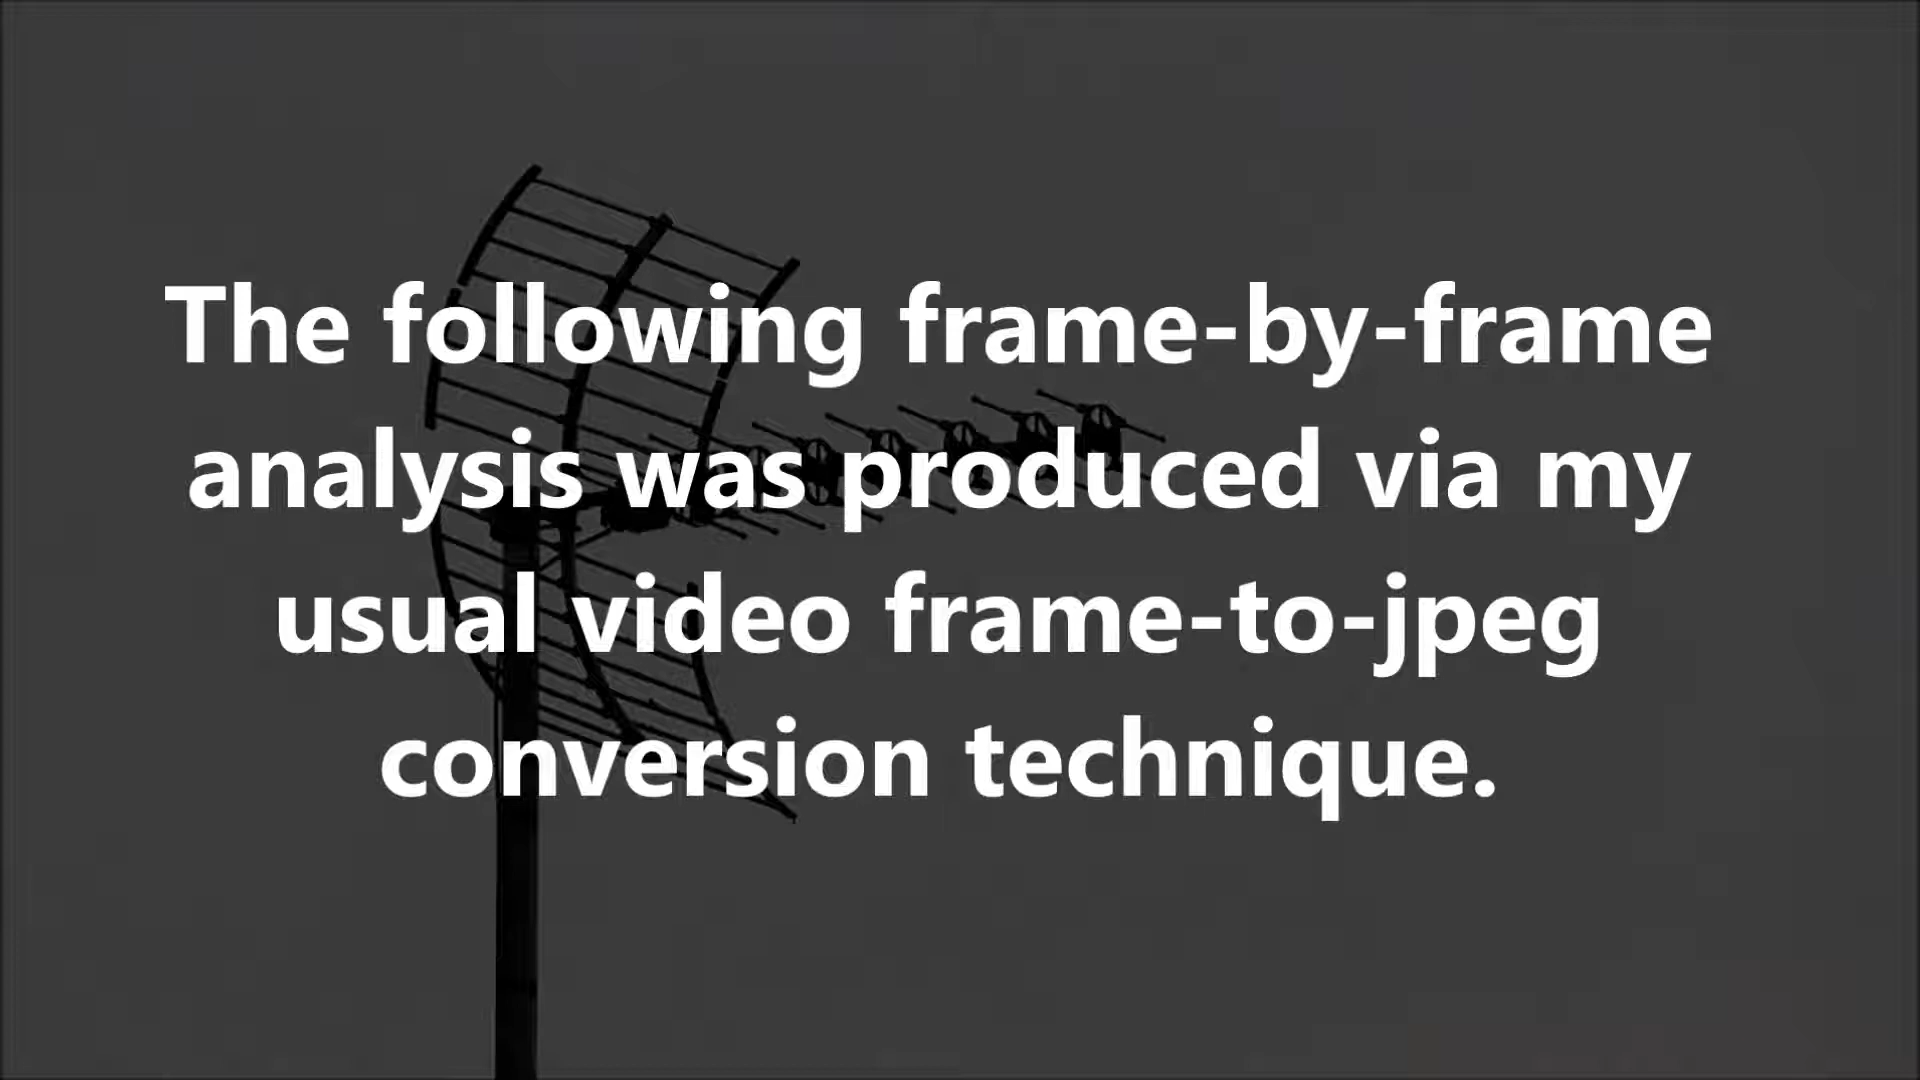 The following frame-by-frame
analysis was produced via my
usual video frame-to-jpeg
conversion technique.